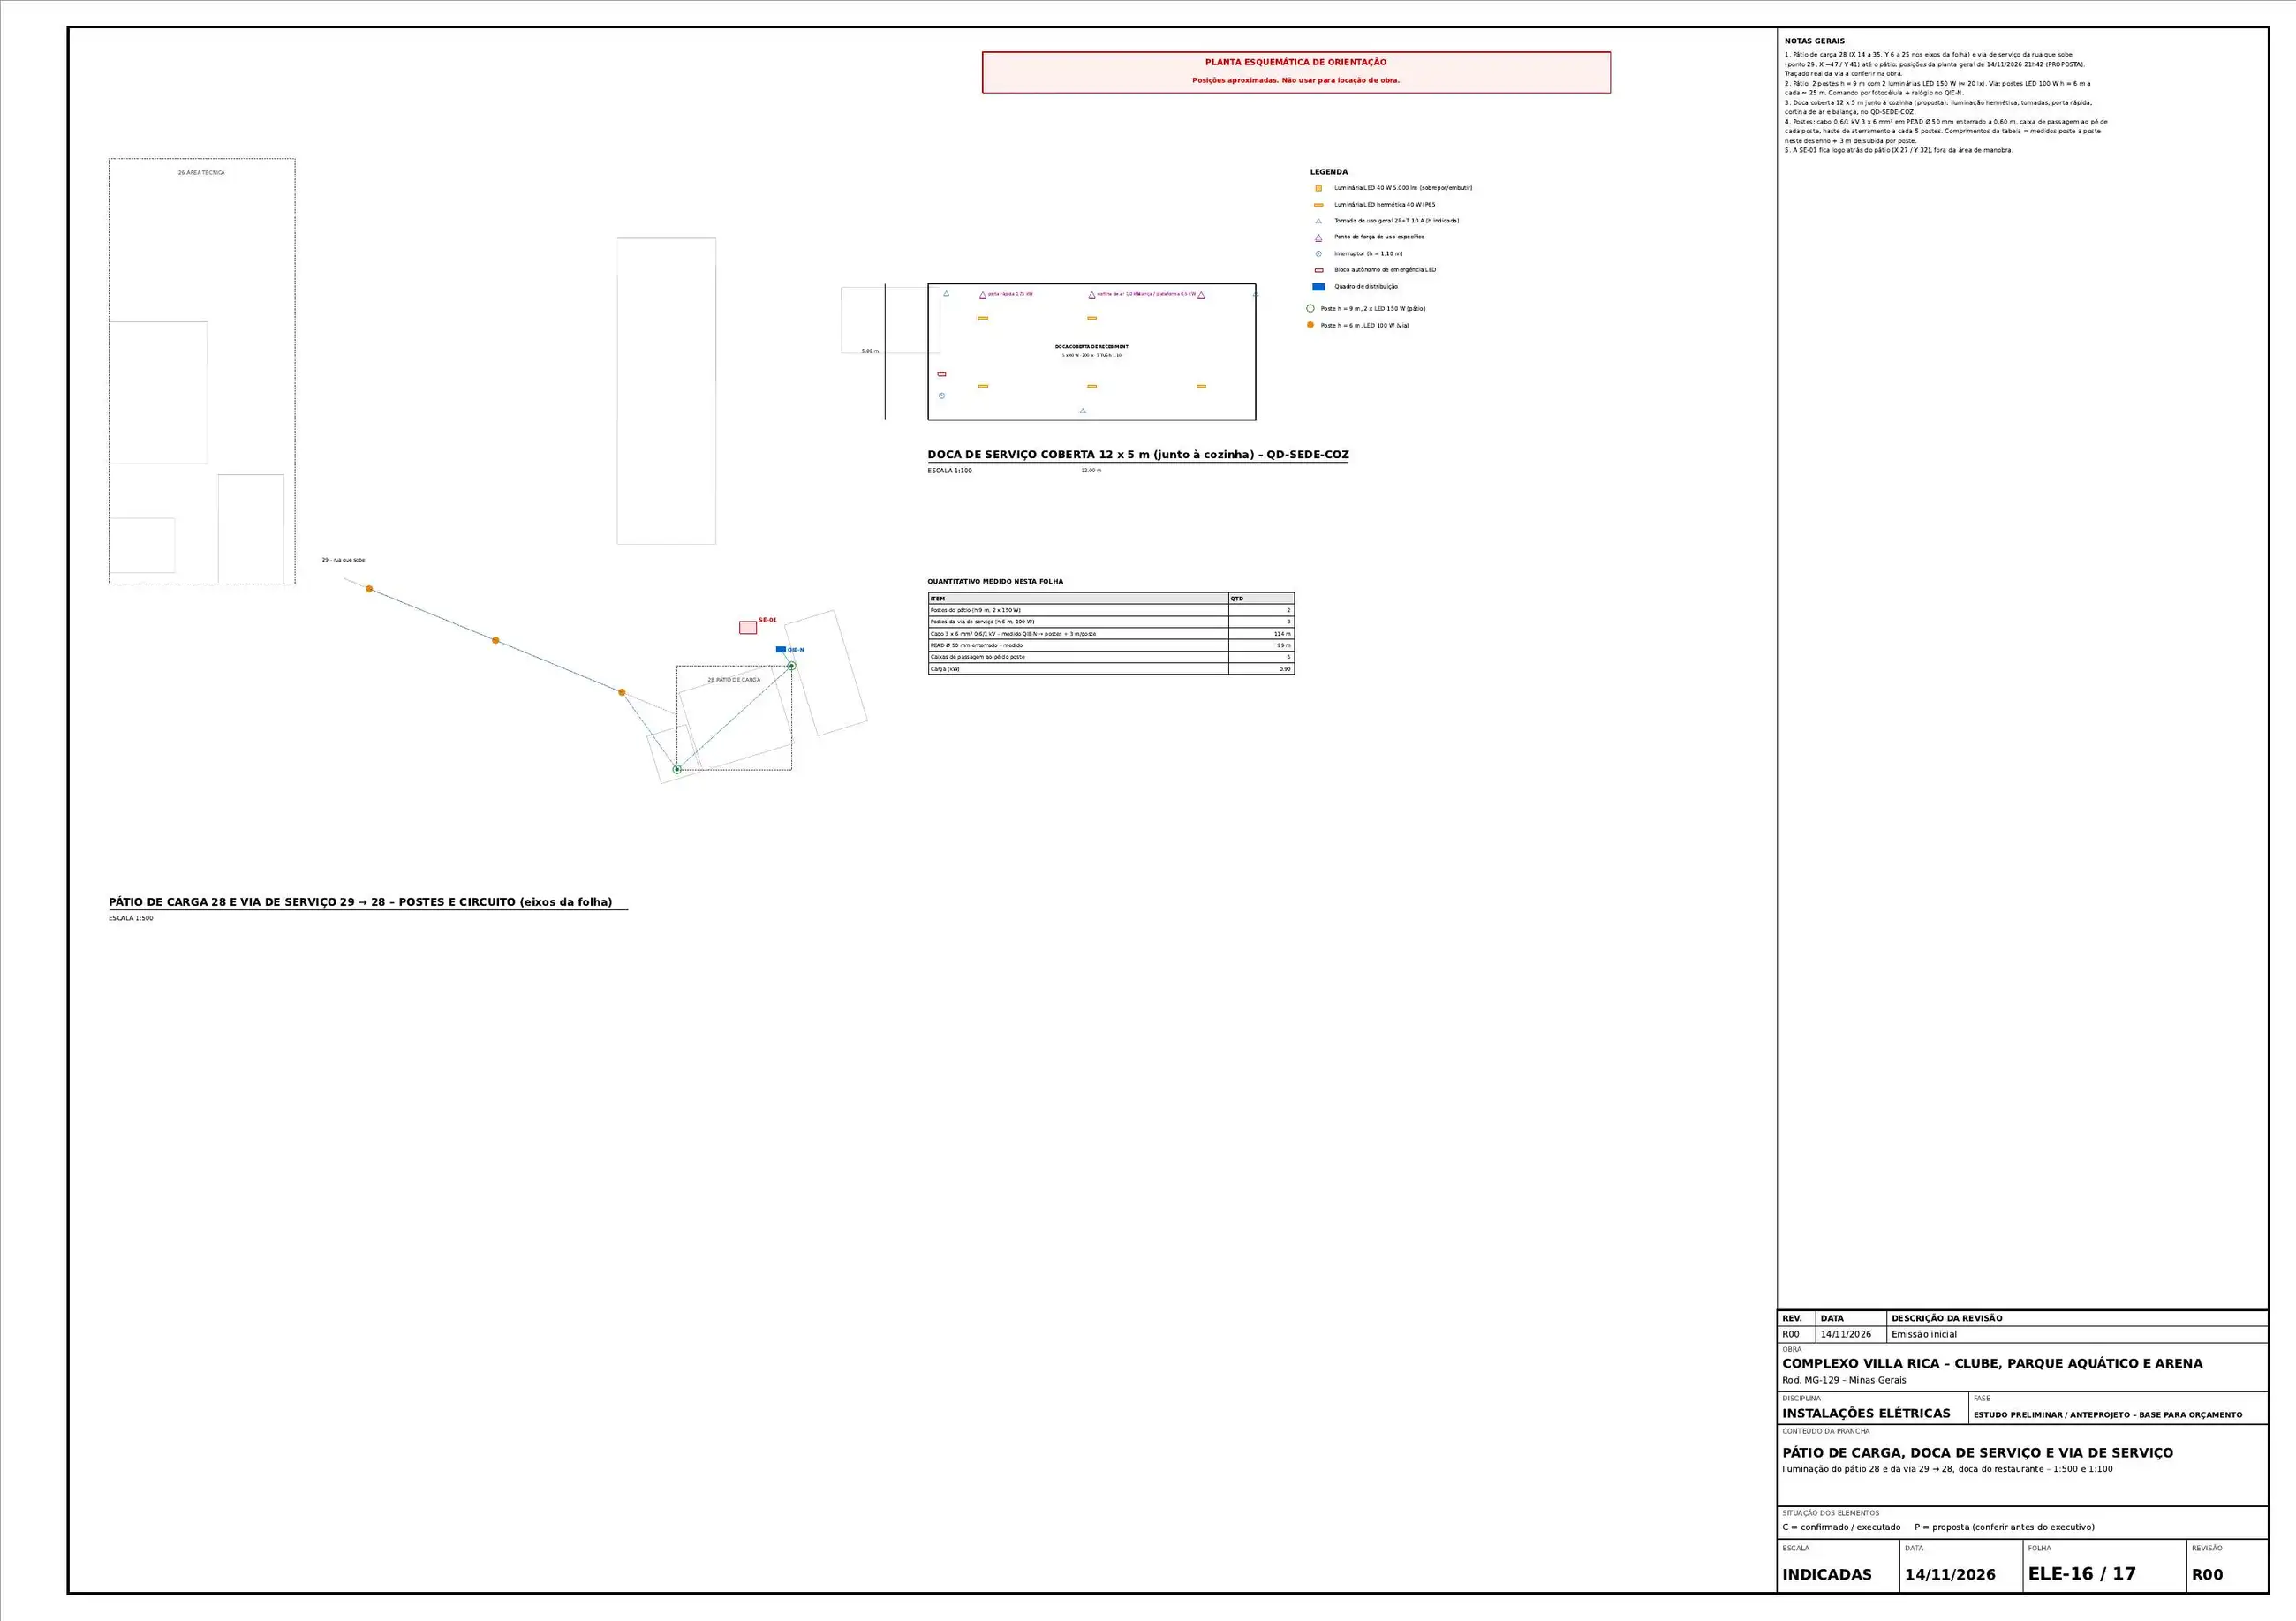 PLANTA ESQUEMÁTICA DE ORIENTAÇÃO
Posições aproximadas. Não usar para locação de obra.
NOTAS GERAIS
1. Pátio de carga 28 (X 14 a 35, Y 6 a 25 nos eixos da folha) e via de serviço da rua que sobe
(ponto 29, X −47 / Y 41) até o pátio: posições da planta geral de 14/11/2026 21h42 (PROPOSTA).
Traçado real da via a conferir na obra.
2. Pátio: 2 postes h = 9 m com 2 luminárias LED 150 W (≈ 20 lx). Via: postes LED 100 W h = 6 m a
cada ≈ 25 m. Comando por fotocélula + relógio no QIE-N.
3. Doca coberta 12 x 5 m junto à cozinha (proposta): iluminação hermética, tomadas, porta rápida,
cortina de ar e balança, no QD-SEDE-COZ.
4. Postes: cabo 0,6/1 kV 3 x 6 mm² em PEAD Ø 50 mm enterrado a 0,60 m, caixa de passagem ao pé de
cada poste, haste de aterramento a cada 5 postes. Comprimentos da tabela = medidos poste a poste
neste desenho + 3 m de subida por poste.
5. A SE-01 fica logo atrás do pátio (X 27 / Y 32), fora da área de manobra.
26 ÁREA TÉCNICA
LEGENDA
Luminária LED 40 W 5.000 lm (sobrepor/embutir)
Luminária LED hermética 40 W IP65
Tomada de uso geral 2P+T 10 A (h indicada)
Ponto de força de uso específico
Interruptor (h = 1,10 m)
Bloco autônomo de emergência LED
Quadro de distribuição
Poste h = 9 m, 2 x LED 150 W (pátio)
Poste h = 6 m, LED 100 W (via)
porta rápida 0,75 kW
cortina de ar 1,0 kW
balança / plataforma 0,5 kW
DOCA COBERTA DE RECEBIMENT
5,00 m
DOCA DE SERVIÇO COBERTA 12 x 5 m (junto à cozinha) – QD-SEDE-COZ
ESCALA 1:100
12,00 m
29 – rua que sobe
SE-01
QIE-N
28 PÁTIO DE CARGA
QUANTITATIVO MEDIDO NESTA FOLHA
ITEM QTD
Postes do pátio (h 9 m, 2 x 150 W) 2
Postes da via de serviço (h 6 m, 100 W) 3
Cabo 3 x 6 mm² 0,6/1 kV – medido QIE-N → postes + 3 m/poste 114 m
PEAD Ø 50 mm enterrado – medido 99 m
Caixas de passagem ao pé do poste 5
Carga (kW) 0.90
PÁTIO DE CARGA 28 E VIA DE SERVIÇO 29 → 28 – POSTES E CIRCUITO (eixos da folha)
ESCALA 1:500
REV. DATA DESCRIÇÃO DA REVISÃO
R00 14/11/2026 Emissão inicial
OBRA
COMPLEXO VILLA RICA – CLUBE, PARQUE AQUÁTICO E ARENA
Rod. MG-129 – Minas Gerais
DISCIPLINA FASE
INSTALAÇÕES ELÉTRICAS ESTUDO PRELIMINAR / ANTEPROJETO – BASE PARA ORÇAMENTO
CONTEÚDO DA PRANCHA
PÁTIO DE CARGA, DOCA DE SERVIÇO E VIA DE SERVIÇO
Iluminação do pátio 28 e da via 29 → 28, doca do restaurante – 1:500 e 1:100
SITUAÇÃO DOS ELEMENTOS
C = confirmado / executado P = proposta (conferir antes do executivo)
ESCALA DATA FOLHA REVISÃO
INDICADAS 14/11/2026 ELE-16 / 17 R00